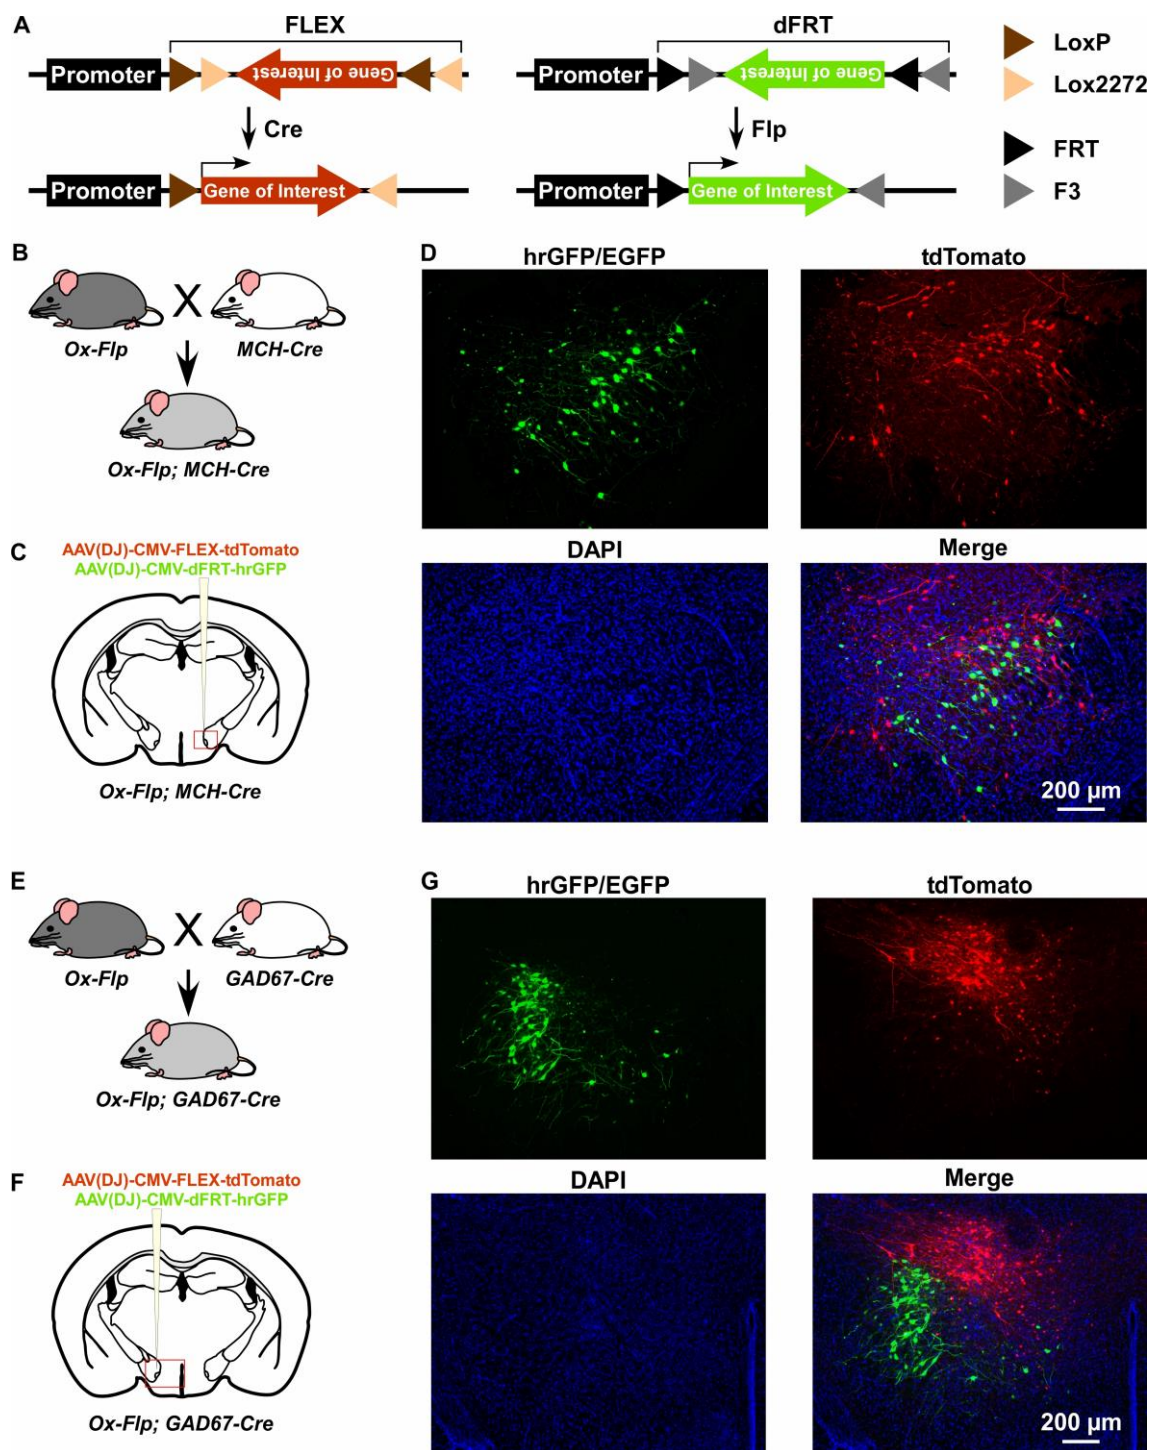 A
FLEX
dFRT
Promoter
Gene of Interest
Promoter
Gene of Interest
LoxP
Lox2272
Cre
Flp
FRT
Promoter
Gene of Interest
Promoter
Gene of Interest
F3
B
X
Ox-Flp
MCH-Cre
Ox-Flp; MCH-Cre
C
AAV(DJ)-CMV-FLEX-tdTomato
AAV(DJ)-CMV-dFRT-hrGFP
Ox-Flp; MCH-Cre
D
hrGFP/EGFP
tdTomato
DAPI
Merge
200 µm
E
X
Ox-Flp
GAD67-Cre
Ox-Flp; GAD67-Cre
F
AAV(DJ)-CMV-FLEX-tdTomato
AAV(DJ)-CMV-dFRT-hrGFP
Ox-Flp; GAD67-Cre
G
hrGFP/EGFP
tdTomato
DAPI
Merge
200 µm